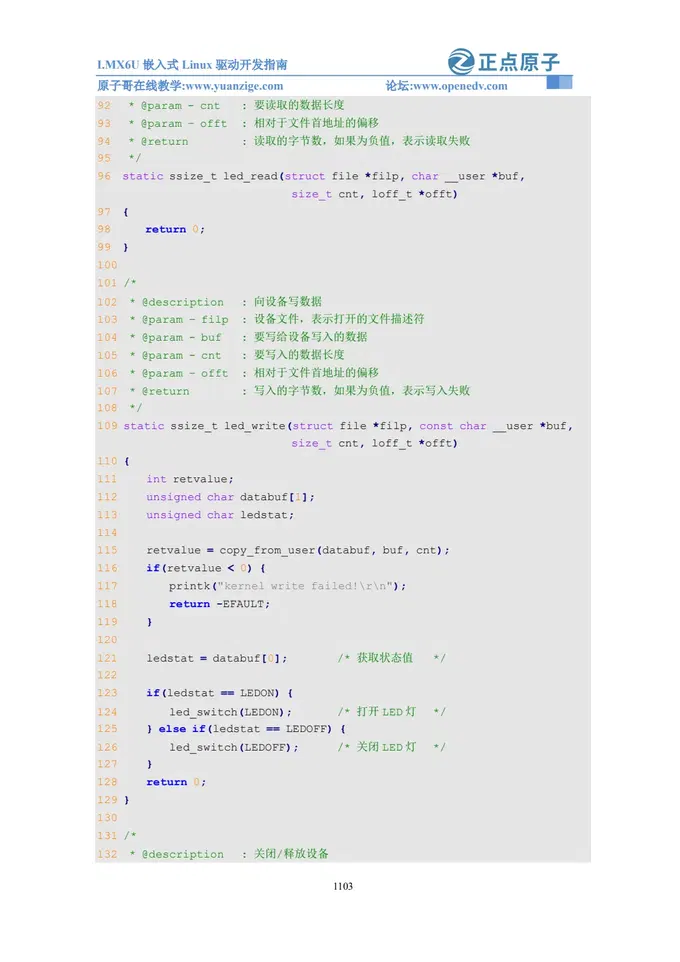 I.MX6U 嵌入式 Linux 驱动开发指南
正点原子
原子哥在线教学:www.yuanzige.com 论坛:www.openedv.com
92 * @param - cnt : 要读取的数据长度
93 * @param - offt : 相对于文件首地址的偏移
94 * @return : 读取的字节数，如果为负值，表示读取失败
95 */
96 static ssize_t led_read(struct file *filp, char __user *buf,
size_t cnt, loff_t *offt)
97 {
98 return 0;
99 }
100
101 /*
102 * @description : 向设备写数据
103 * @param - filp : 设备文件，表示打开的文件描述符
104 * @param - buf : 要写给设备写入的数据
105 * @param - cnt : 要写入的数据长度
106 * @param - offt : 相对于文件首地址的偏移
107 * @return : 写入的字节数，如果为负值，表示写入失败
108 */
109 static ssize_t led_write(struct file *filp, const char __user *buf,
size_t cnt, loff_t *offt)
110 {
111 int retvalue;
112 unsigned char databuf[1];
113 unsigned char ledstat;
114
115 retvalue = copy_from_user(databuf, buf, cnt);
116 if(retvalue < 0) {
117 printk("kernel write failed!\r\n");
118 return -EFAULT;
119 }
120
121 ledstat = databuf[0]; /* 获取状态值 */
122
123 if(ledstat == LEDON) {
124 led_switch(LEDON); /* 打开 LED 灯 */
125 } else if(ledstat == LEDOFF) {
126 led_switch(LEDOFF); /* 关闭 LED 灯 */
127 }
128 return 0;
129 }
130
131 /*
132 * @description : 关闭/释放设备
1103